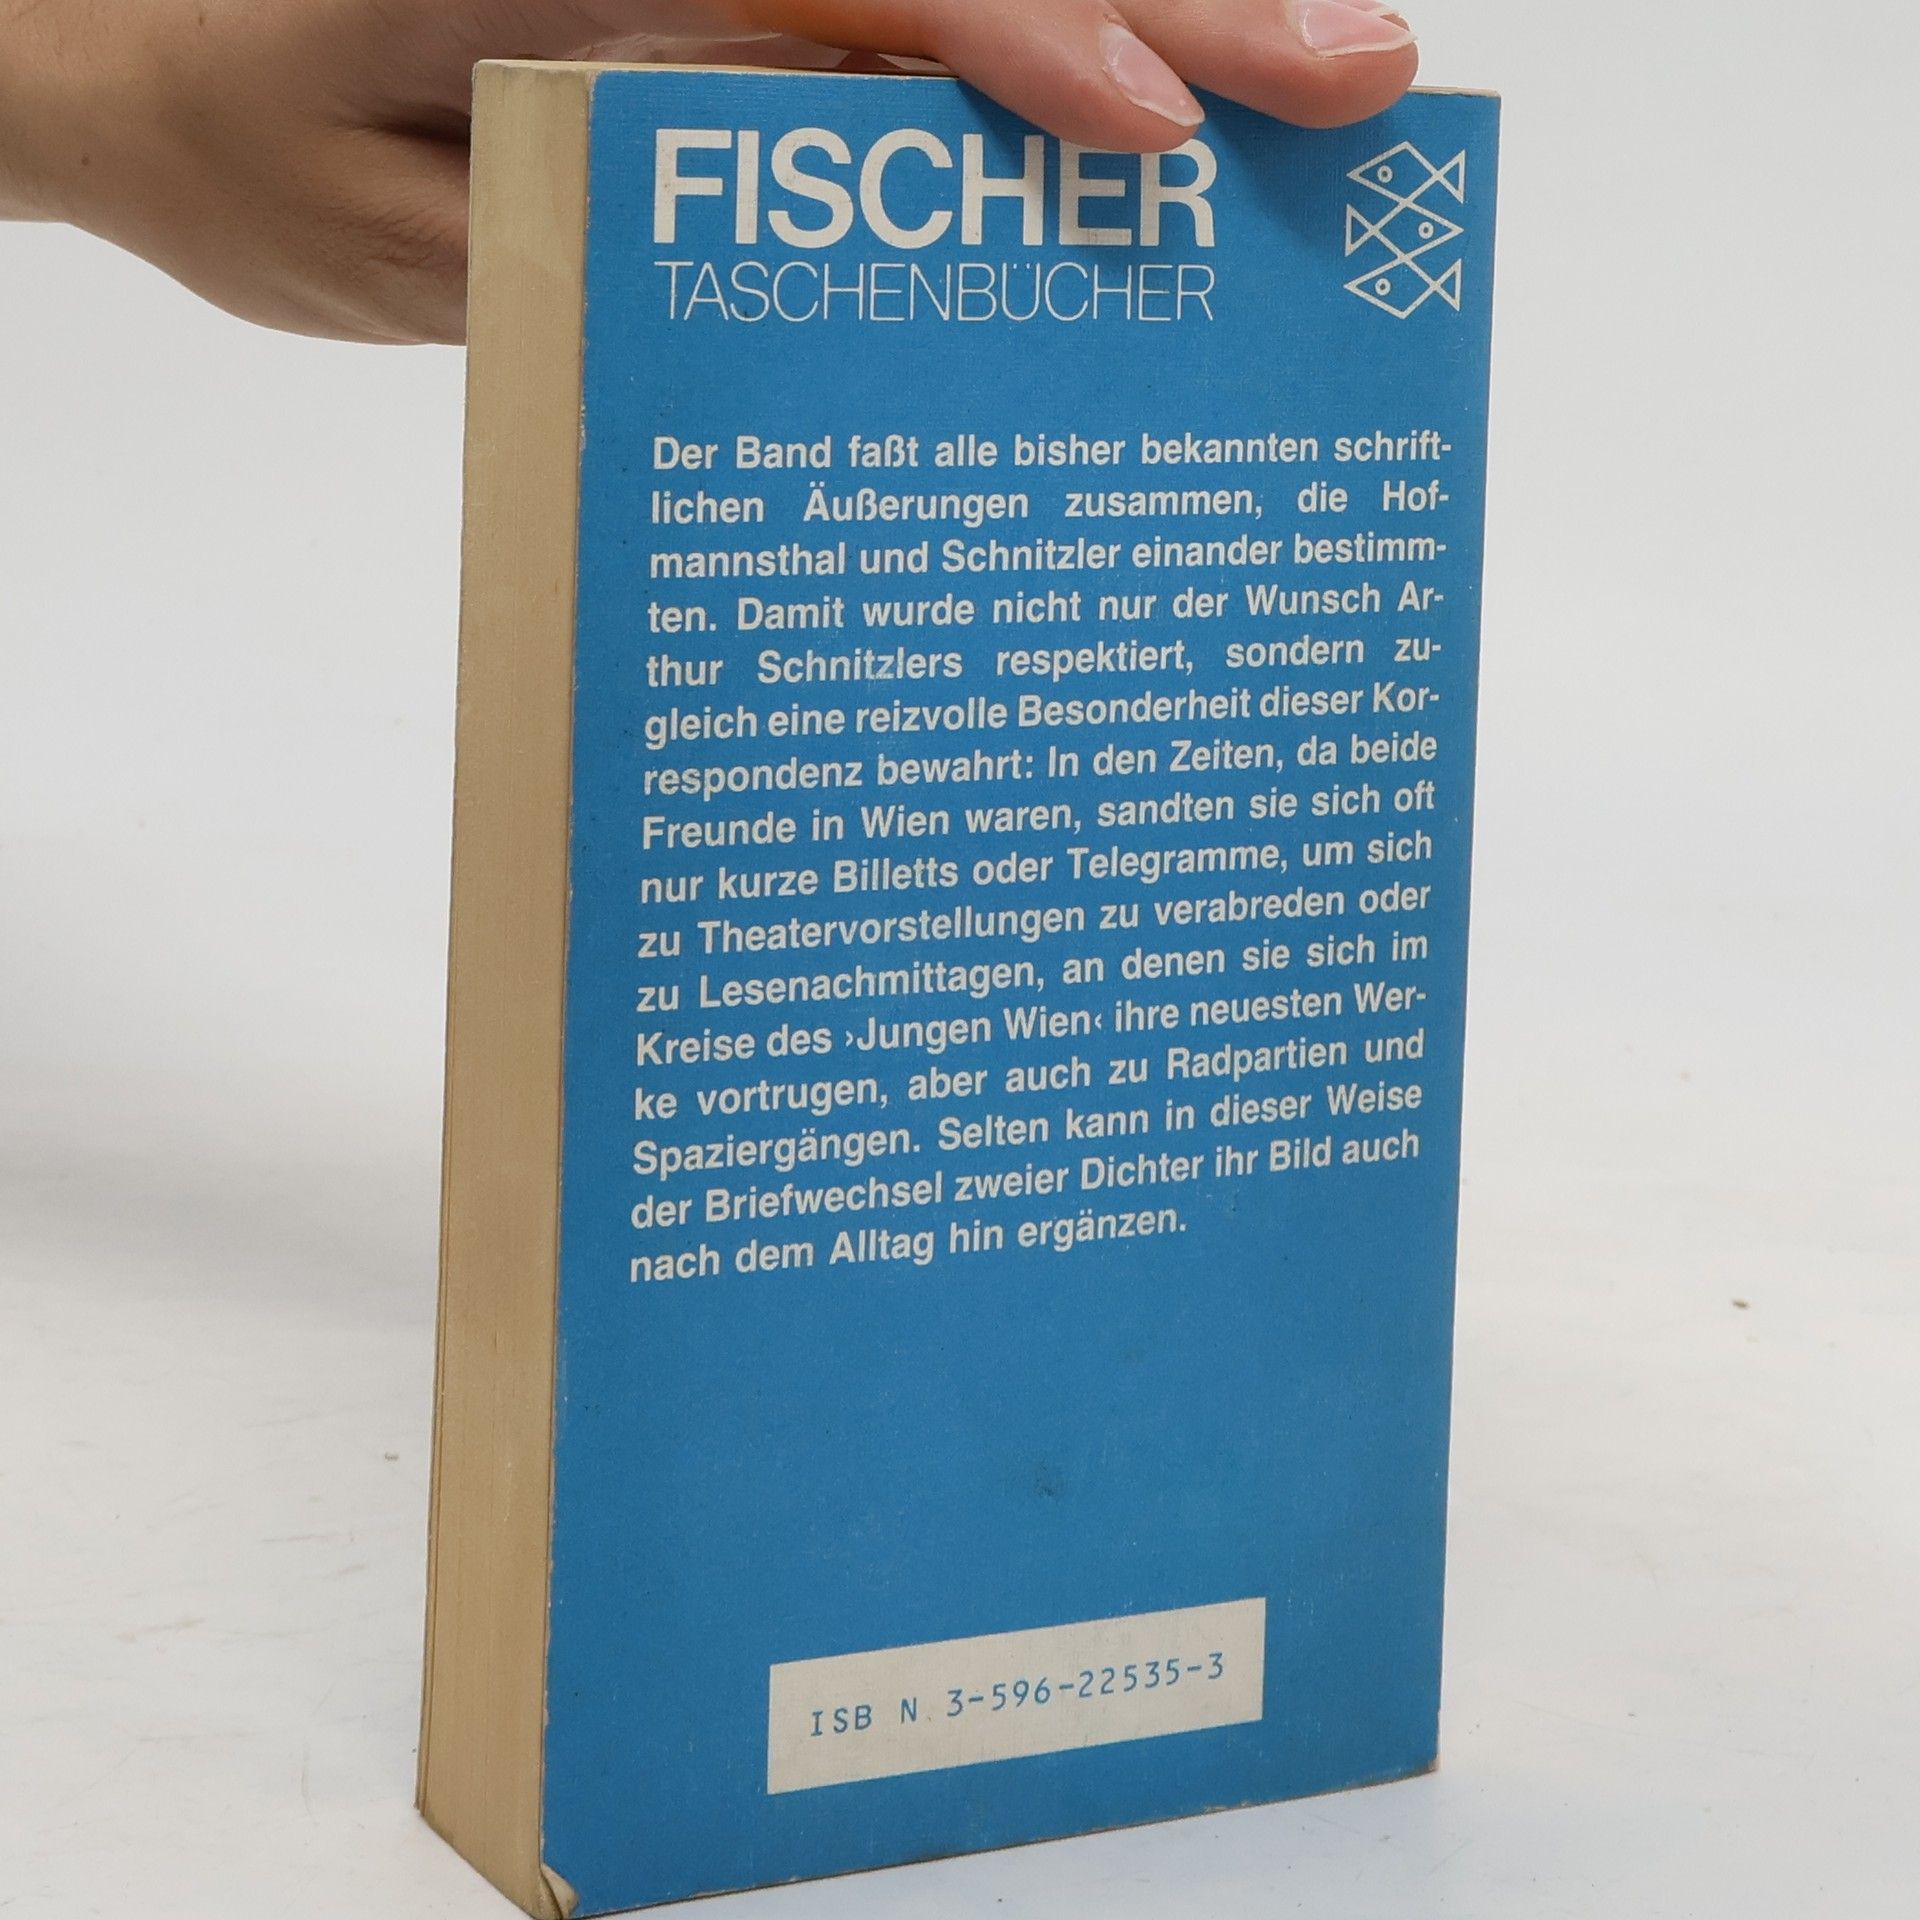 FISCHER
TASCHENBÜCHER
Der Band faßt alle bisher bekannten schrift-
lichen Äußerungen zusammen, die Hof-
mannsthal und Schnitzler einander bestimm-
ten. Damit wurde nicht nur der Wunsch Ar-
thur Schnitzlers respektiert, sondern zu-
gleich eine reizvolle Besonderheit dieser Kor-
respondenz bewahrt: In den Zeiten, da beide
Freunde in Wien waren, sandten sie sich oft
nur kurze Billetts oder Telegramme, um sich
zu Theatervorstellungen zu verabreden oder
zu Lesenachmittagen, an denen sie sich im
Kreise des ›Jungen Wien‹ ihre neuesten Wer-
ke vortrugen, aber auch zu Radpartien und
Spaziergängen. Selten kann in dieser Weise
der Briefwechsel zweier Dichter ihr Bild auch
nach dem Alltag hin ergänzen.
ISB N 3-596-22535-3